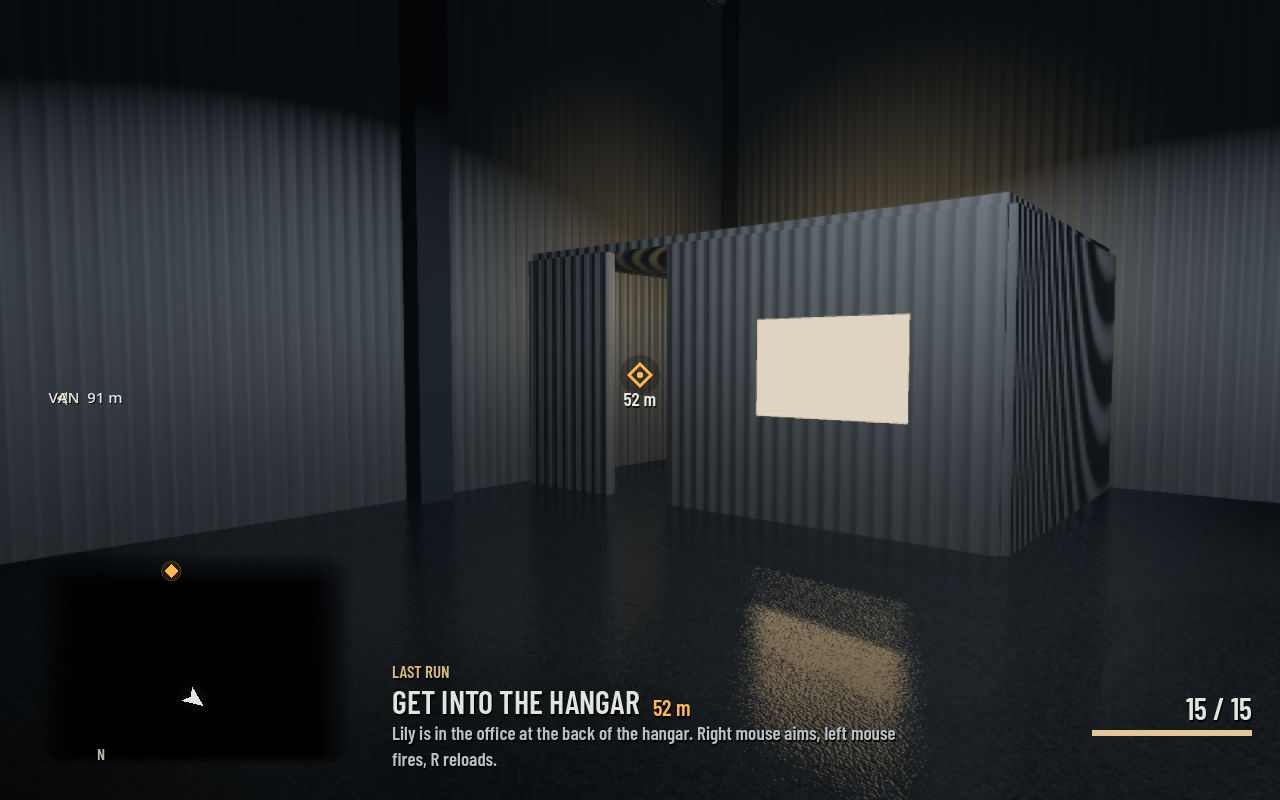 52 m
VAN 91 m
LAST RUN
GET INTO THE HANGAR 52 m
Lily is in the office at the back of the hangar. Right mouse aims, left mouse
fires, R reloads.
15 / 15
N